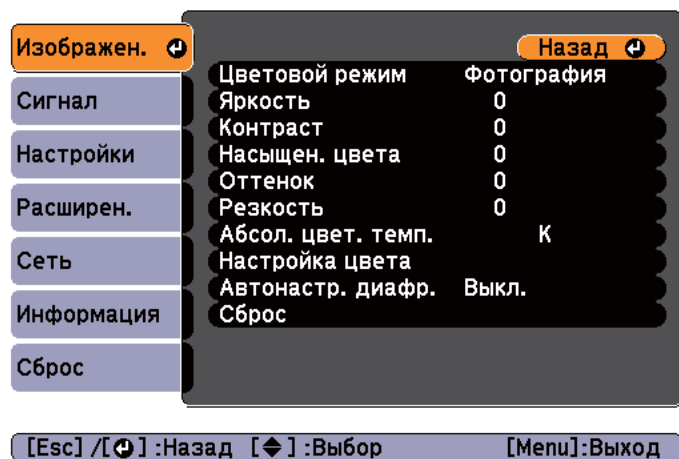 Изображен.
Сигнал
Настройки
Расширен.
Сеть
Информация
Сброс
Назад
Цветовой режим Фотография
Яркость 0
Контраст 0
Насыщен. цвета 0
Оттенок 0
Резкость 0
Абсол. цвет. темп. K
Настройка цвета
Автонастр. диафр. Выкл.
Сброс
[Esc] /[ ] :Назад [ ] :Выбор [Menu]:Выход